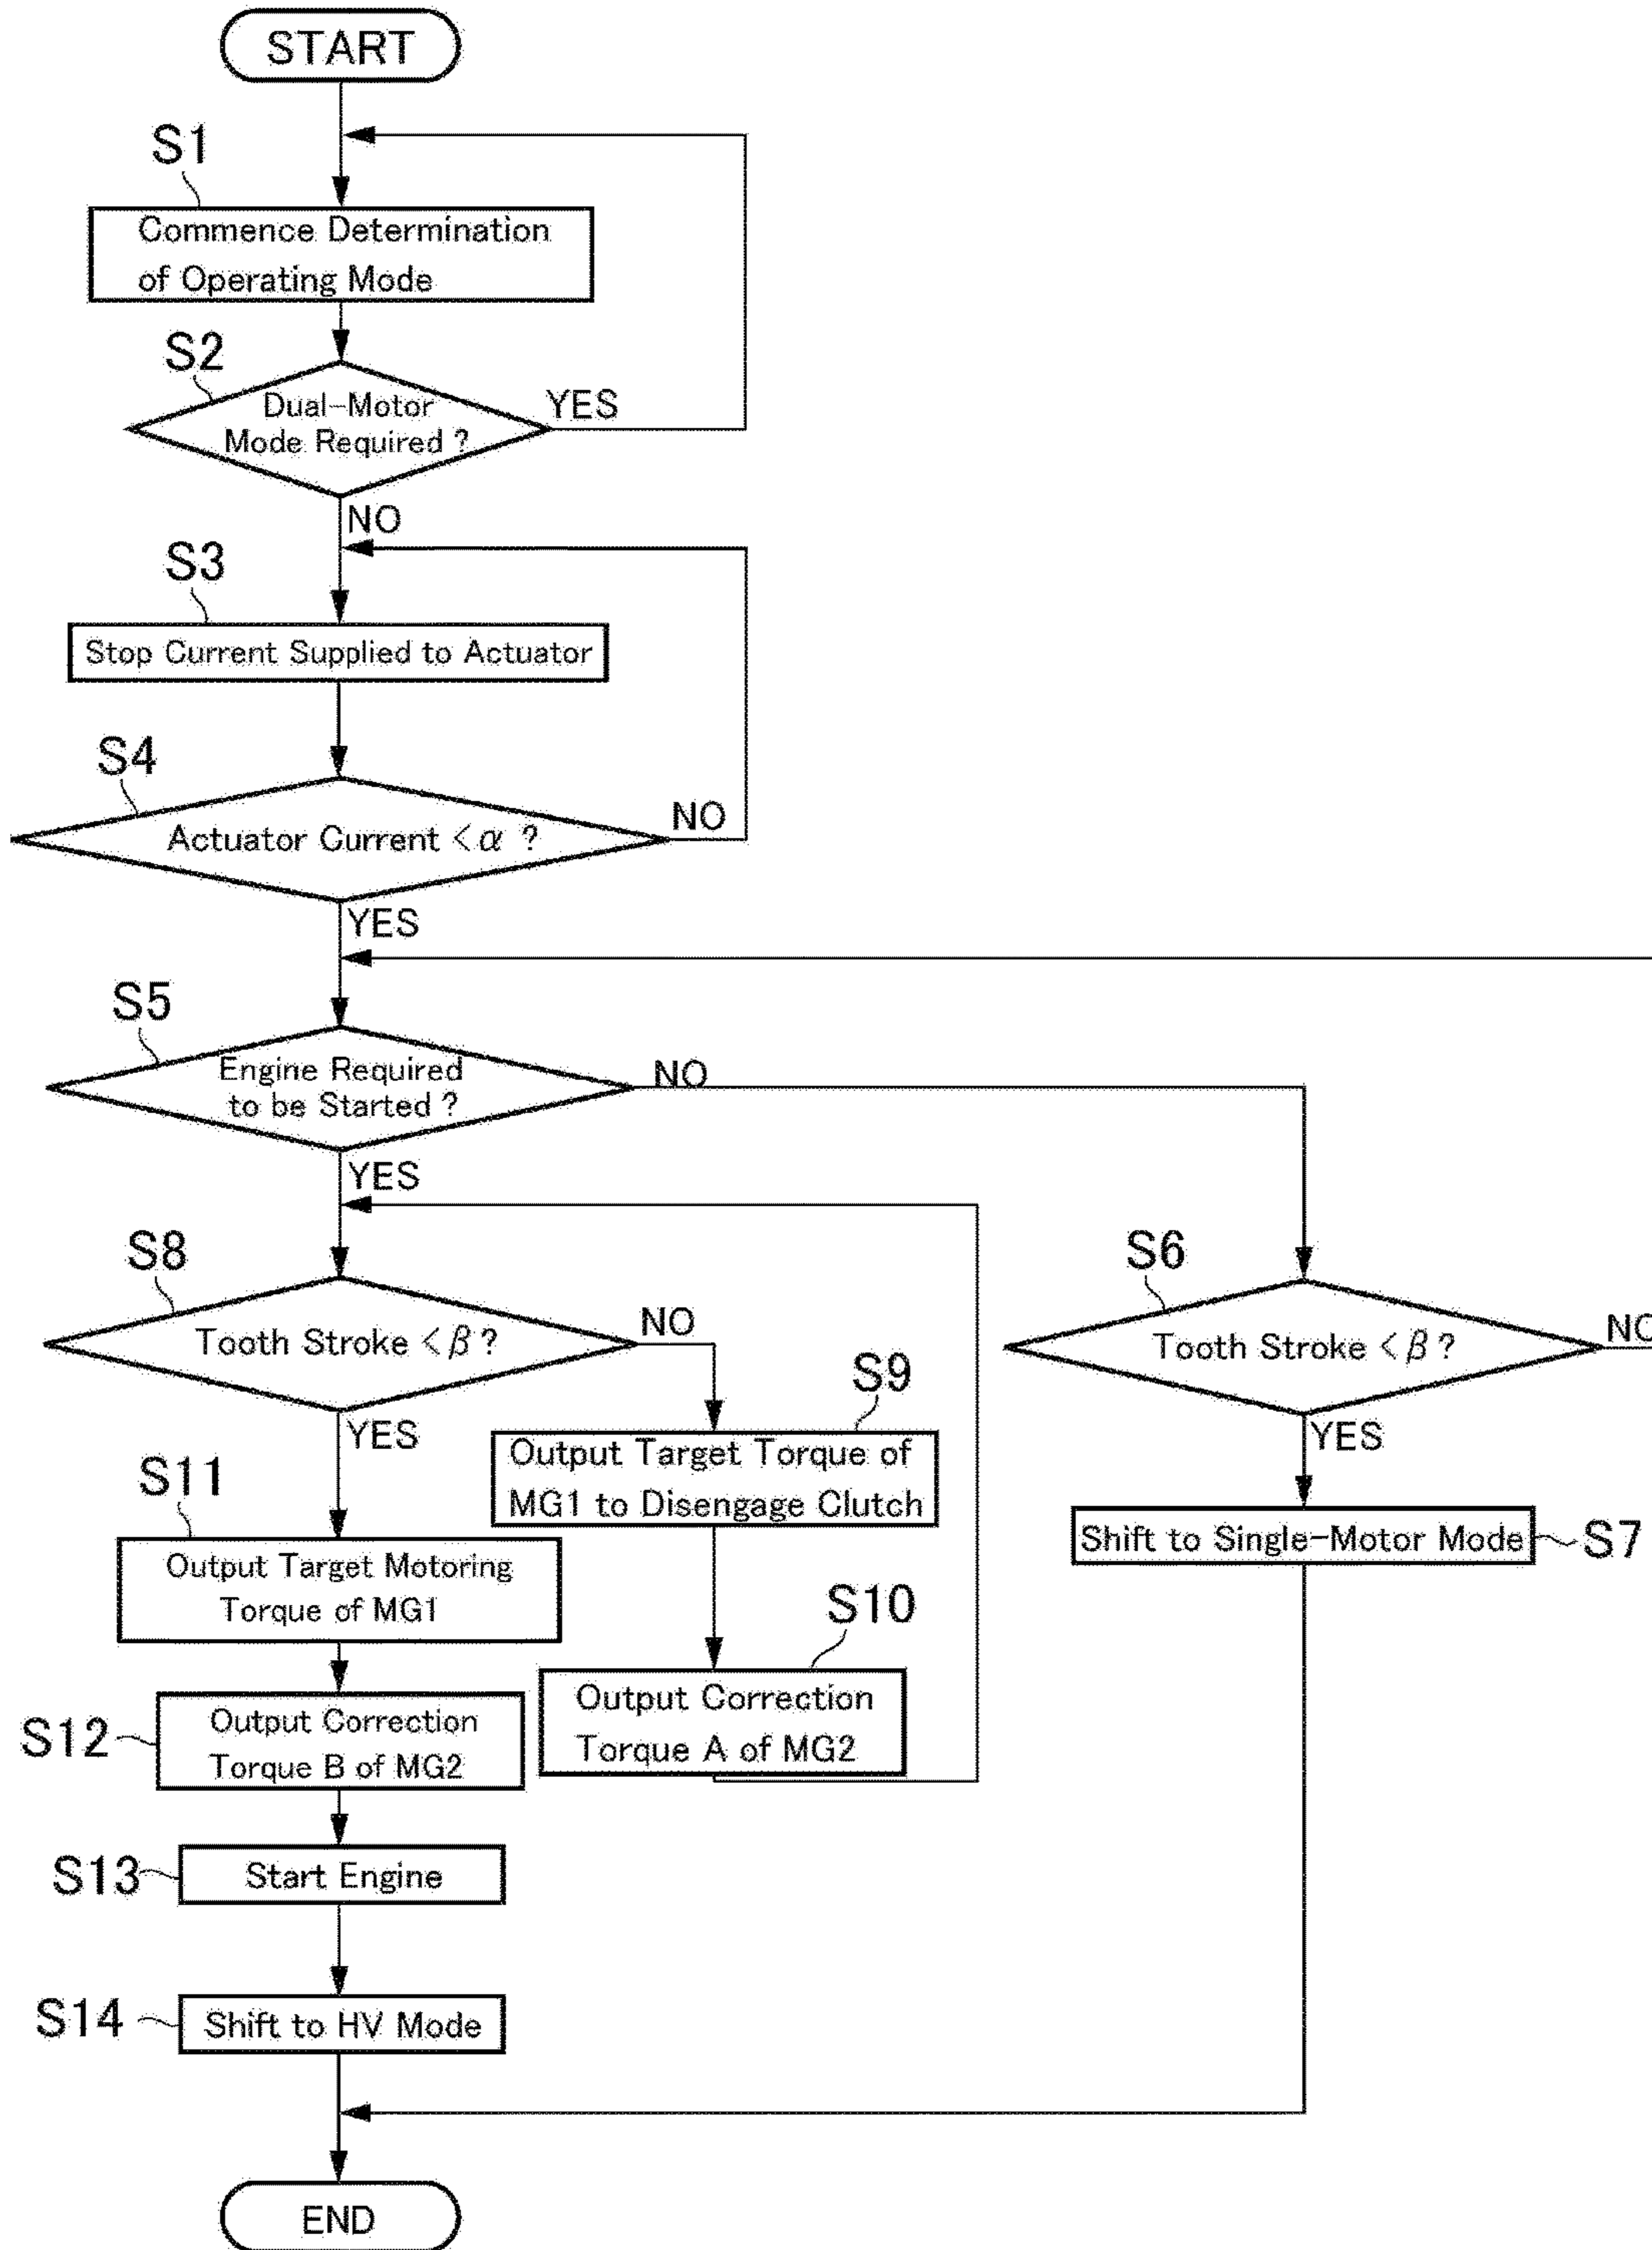 START
S1
Commence Determination
of Operating Mode
S2
Dual-Motor
Mode Required ?
YES
NO
S3
Stop Current Supplied to Actuator
S4
Actuator Current < α ?
NO
YES
S5
Engine Required
to be Started ?
NO
YES
S8
Tooth Stroke < β ?
NO
YES
S6
Tooth Stroke < β ?
NO
YES
S9
Output Target Torque of
MG1 to Disengage Clutch
S7
Shift to Single-Motor Mode
S11
Output Target Motoring
Torque of MG1
S10
Output Correction
Torque A of MG2
S12
Output Correction
Torque B of MG2
S13
Start Engine
S14
Shift to HV Mode
END